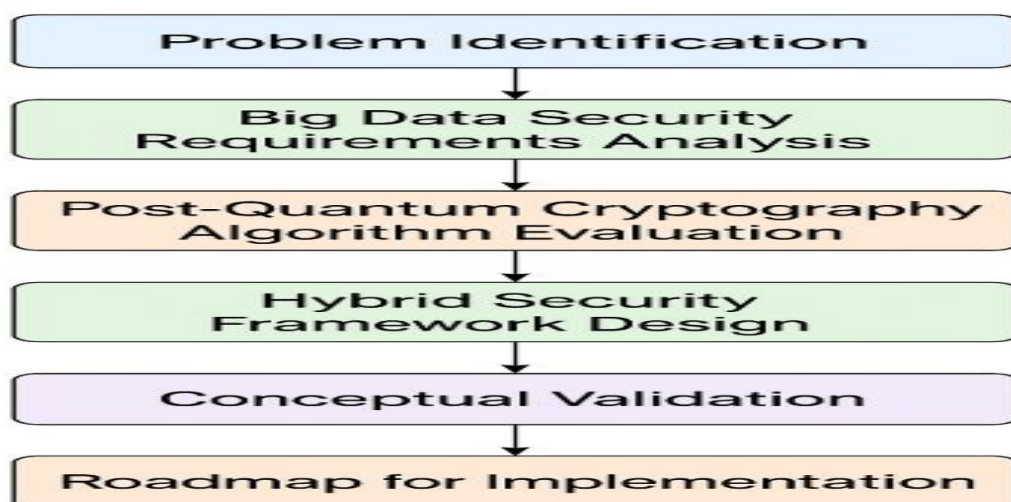 Problem Identification
Big Data Security
Requirements Analysis
Post-Quantum Cryptography
Algorithm Evaluation
Hybrid Security
Framework Design
Conceptual Validation
Roadmap for Implementation